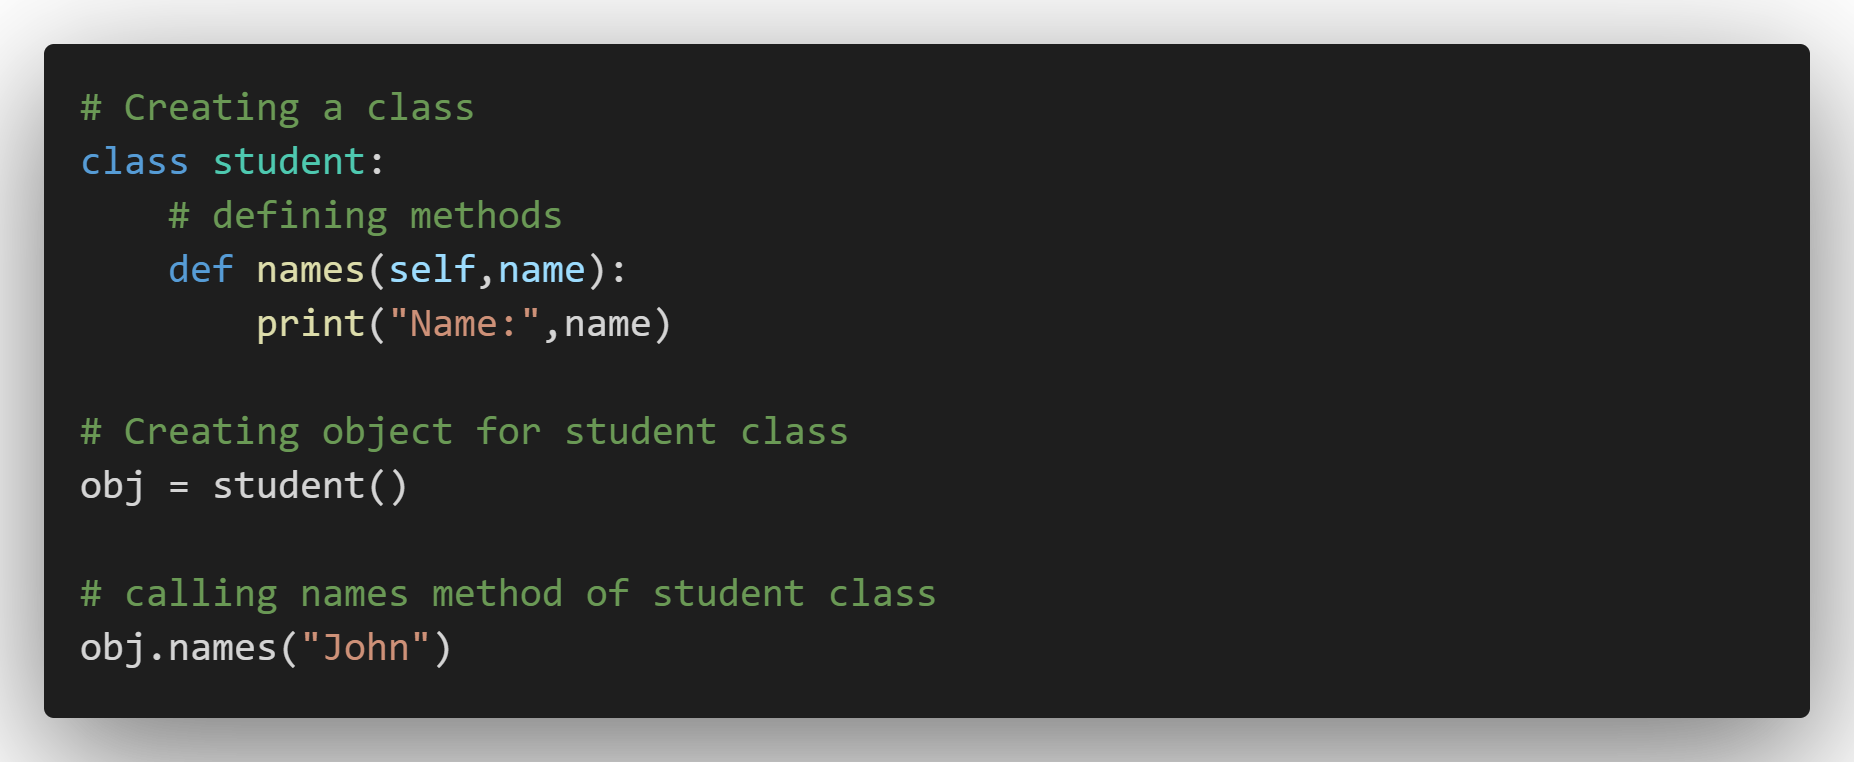 # Creating a class
class student:
    # defining methods
    def names(self,name):
        print("Name:",name)
# Creating object for student class
obj = student()
# calling names method of student class
obj.names("John")